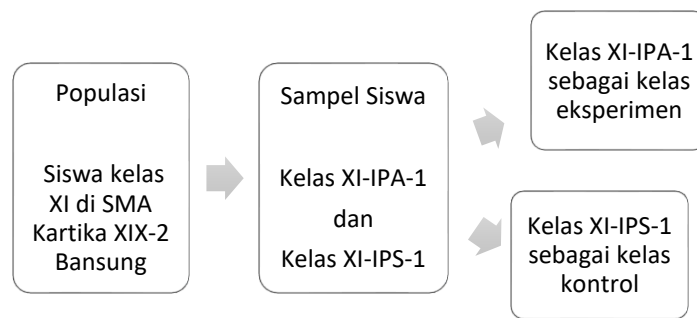 Populasi
Siswa kelas
XI di SMA
Kartika XIX-2
Bansung
Sampel Siswa
Kelas XI-IPA-1
dan
Kelas XI-IPS-1
Kelas XI-IPA-1
sebagai kelas
eksperimen
Kelas XI-IPS-1
sebagai kelas
kontrol